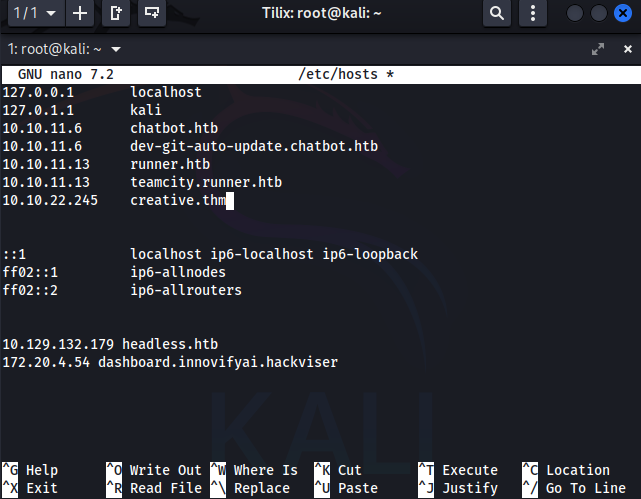 1 / 1
Tilix: root@kali: ~
1: root@kali: ~
GNU nano 7.2 /etc/hosts *
127.0.0.1 localhost
127.0.1.1 kali
10.10.11.6 chatbot.htb
10.10.11.6 dev-git-auto-update.chatbot.htb
10.10.11.13 runner.htb
10.10.11.13 teamcity.runner.htb
10.10.22.245 creative.thm
::1 localhost ip6-localhost ip6-loopback
ff02::1 ip6-allnodes
ff02::2 ip6-allrouters
10.129.132.179 headless.htb
172.20.4.54 dashboard.innovifyai.hackviser
KALI
^G Help ^O Write Out ^W Where Is ^K Cut ^T Execute ^C Location
^X Exit ^R Read File ^\ Replace ^U Paste ^J Justify ^/ Go To Line